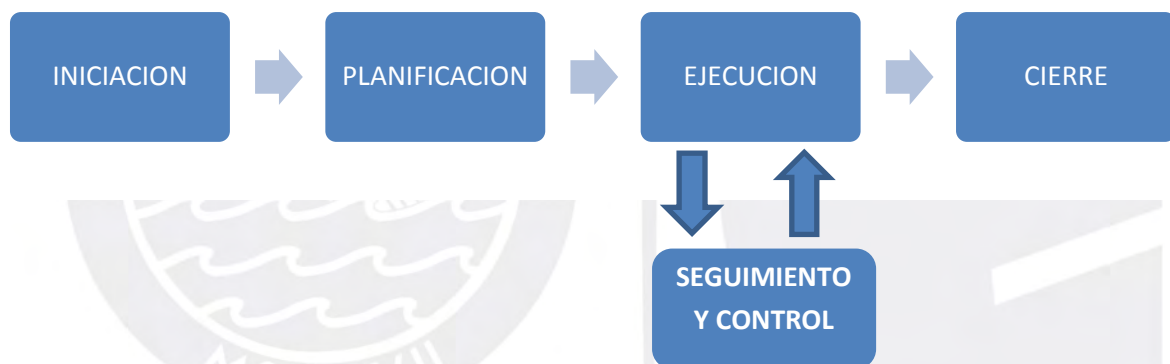 INICIACION
PLANIFICACION
EJECUCION
CIERRE
SEGUIMIENTO
Y CONTROL